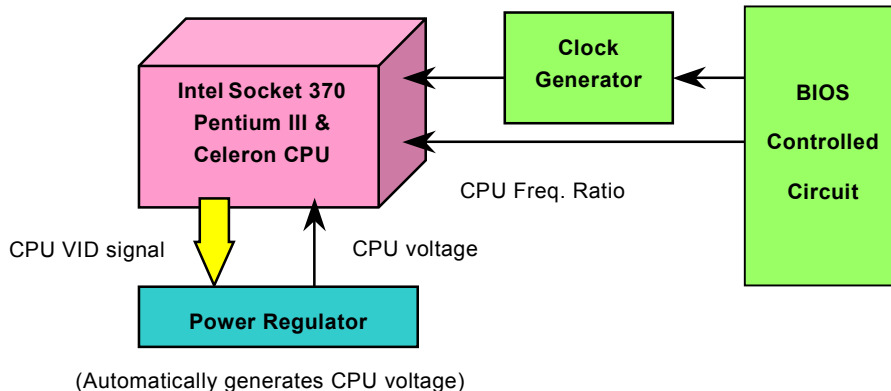 Intel Socket 370
Pentium III &
Celeron CPU
Clock
Generator
BIOS
Controlled
Circuit
CPU Freq. Ratio
CPU VID signal
CPU voltage
Power Regulator
(Automatically generates CPU voltage)